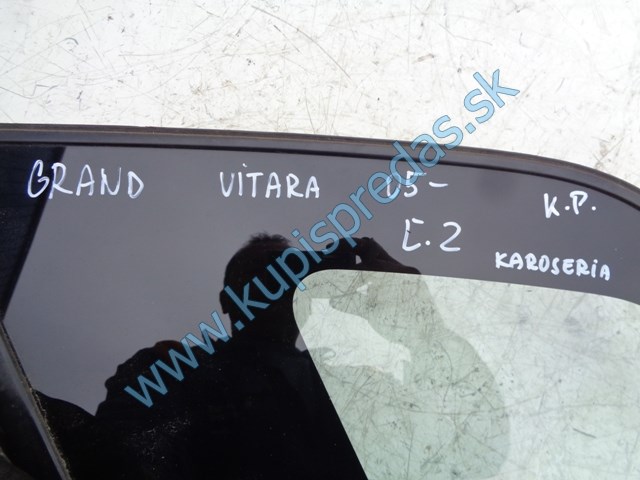 GRAND VITARA 05- K.P.
Č.2 KAROSERIA
www.kupispredas.sk